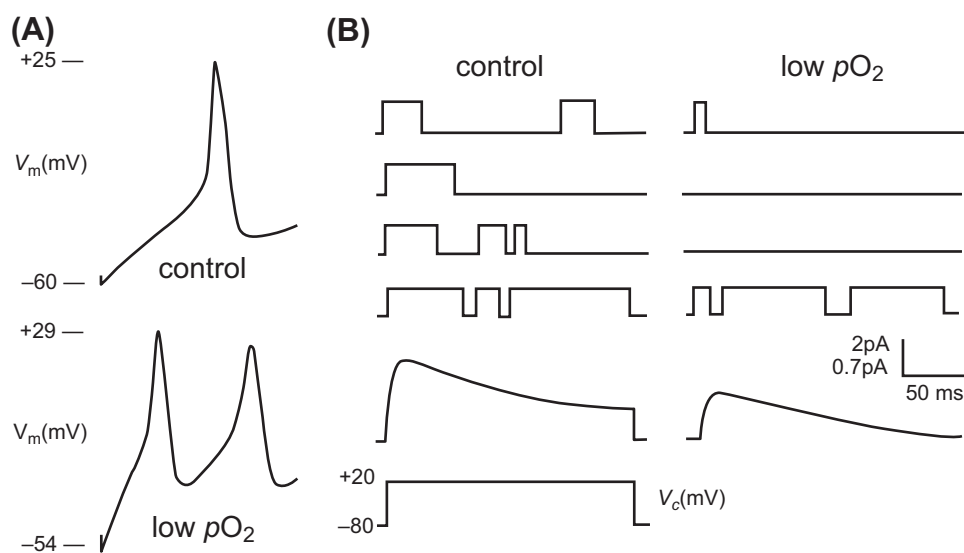 (A)
+25
Vm(mV)
–60
control
+29
Vm(mV)
–54
low pO2
(B)
control
low pO2
2pA
0.7pA
50 ms
+20
–80
Vc(mV)